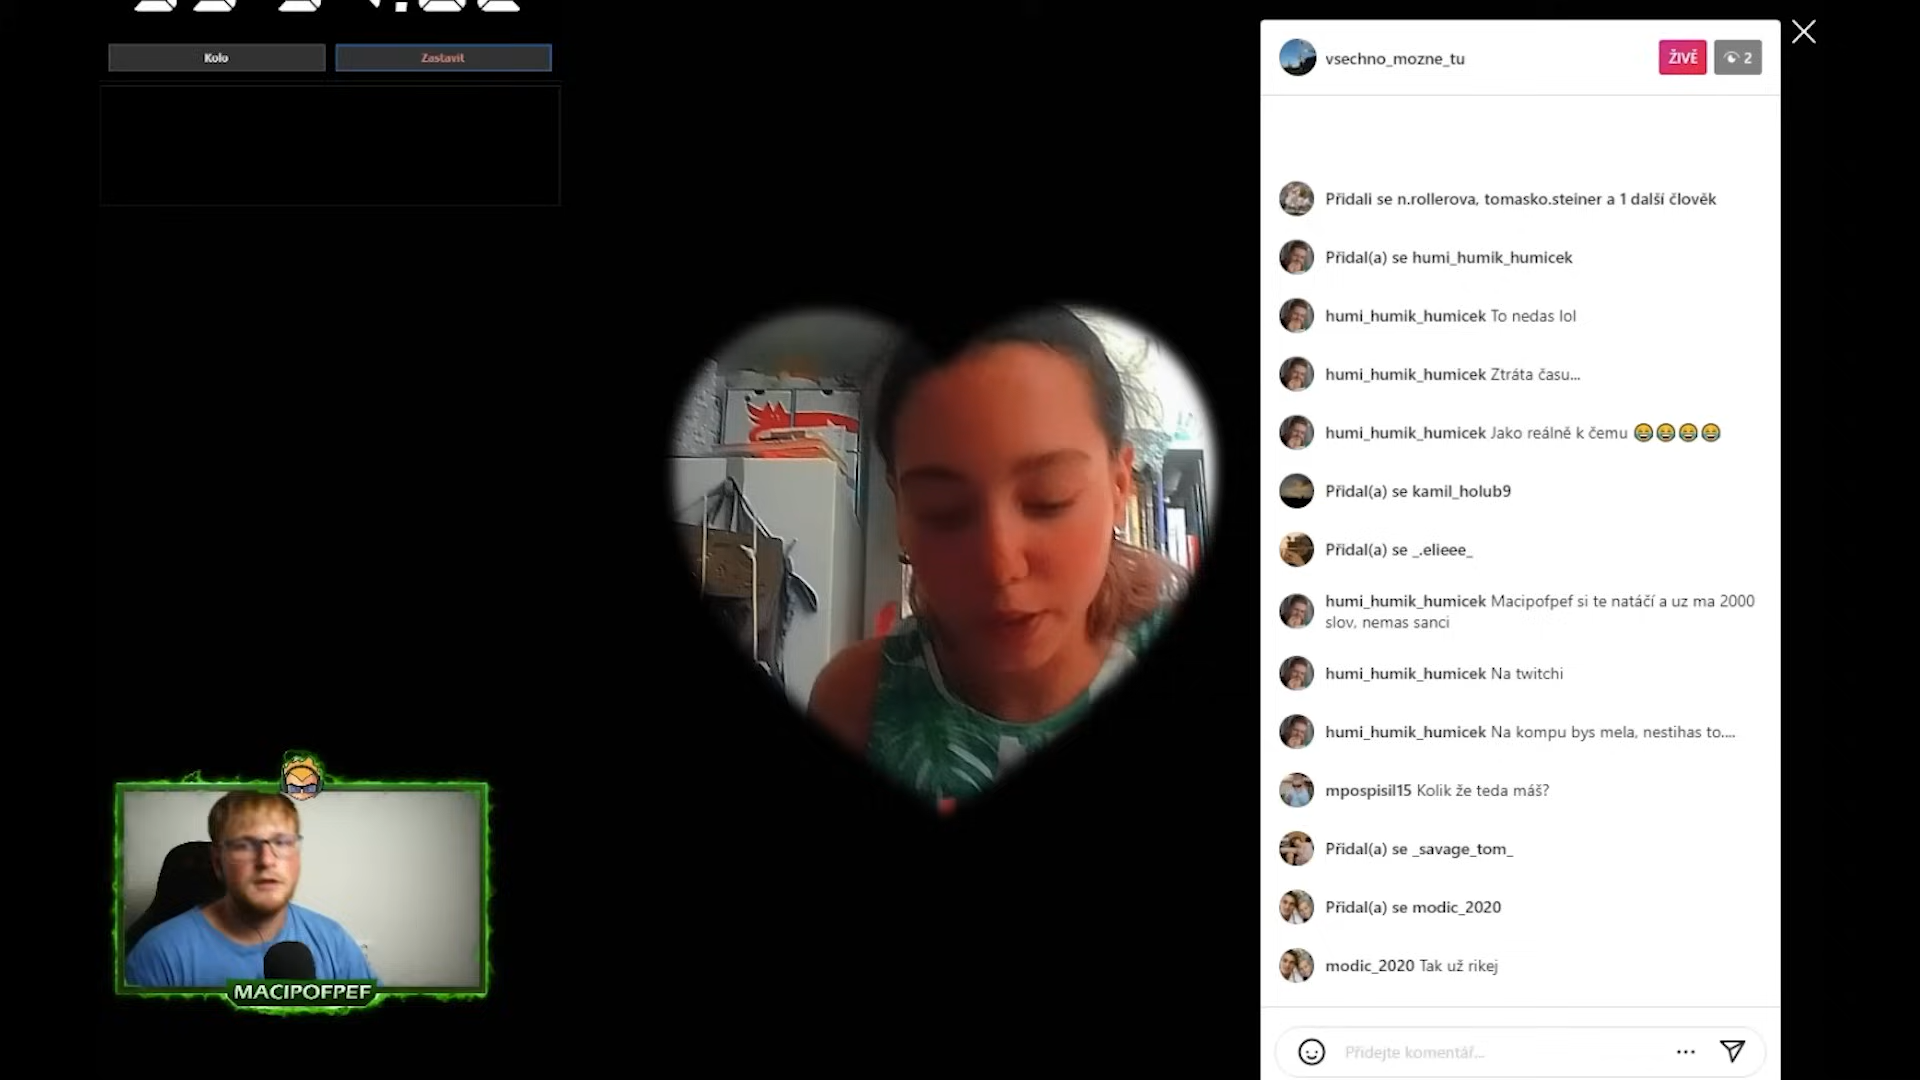 Kolo
Zastavit
vsechno_mozne_tu
ŽIVĚ
2
Přidali se n.rollerova, tomasko.steiner a 1 další člověk
Přidal(a) se humi_humik_humicek
humi_humik_humicek To nedas lol
humi_humik_humicek Ztráta času...
humi_humik_humicek Jako reálně k čemu 😂😂😂😂
Přidal(a) se kamil_holub9
Přidal(a) se _.elieee_
humi_humik_humicek Macipofpef si te natáčí a uz ma 2000
slov, nemas sanci
humi_humik_humicek Na twitchi
humi_humik_humicek Na kompu bys mela, nestihas to....
mpospisil15 Kolik že teda máš?
Přidal(a) se _savage_tom_
Přidal(a) se modic_2020
modic_2020 Tak už rikej
Přidejte komentář...
MACIPOFPEF